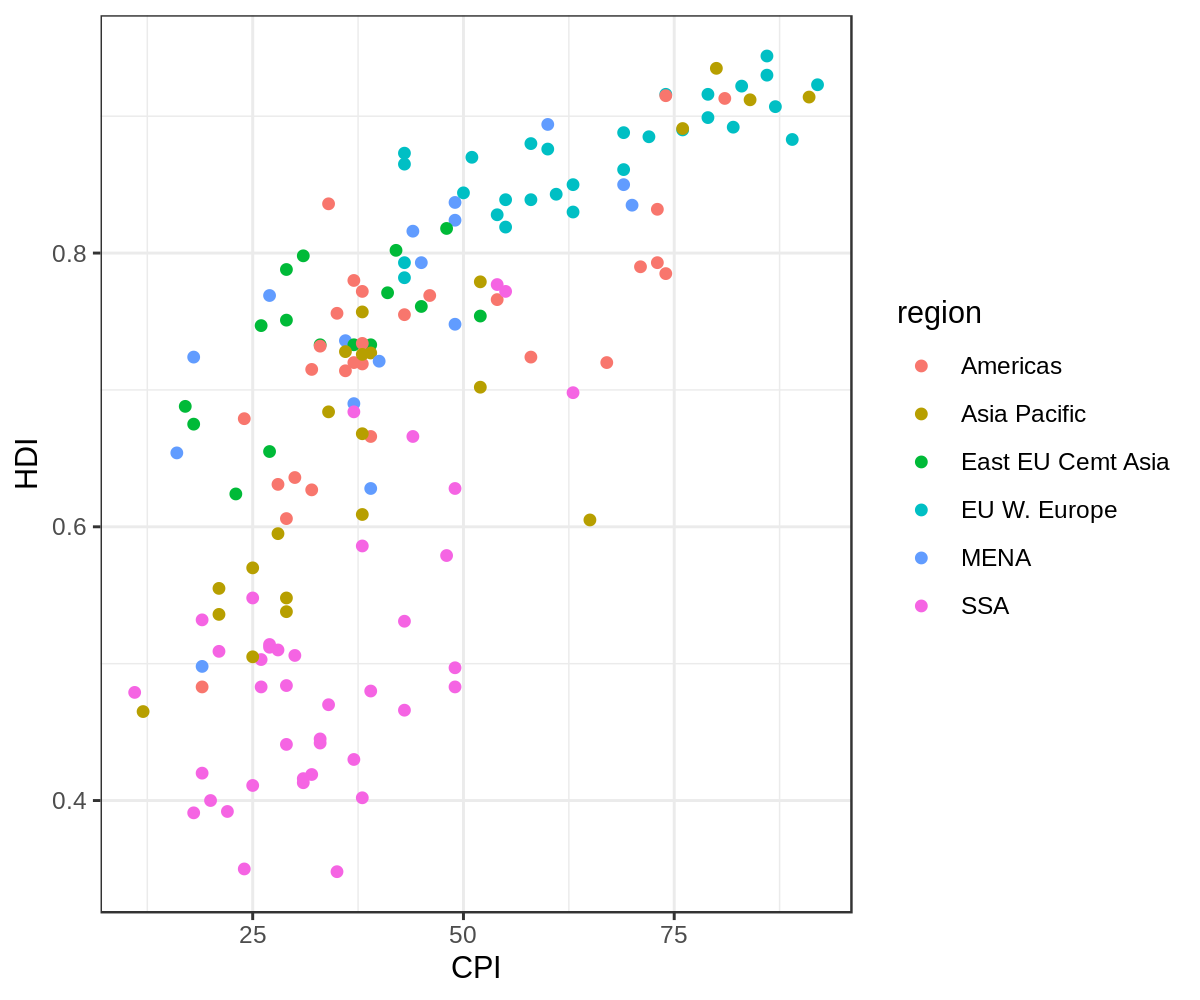 HDI
0.8
0.6
0.4
25
50
75
CPI
region
Americas
Asia Pacific
East EU Cemt Asia
EU W. Europe
MENA
SSA